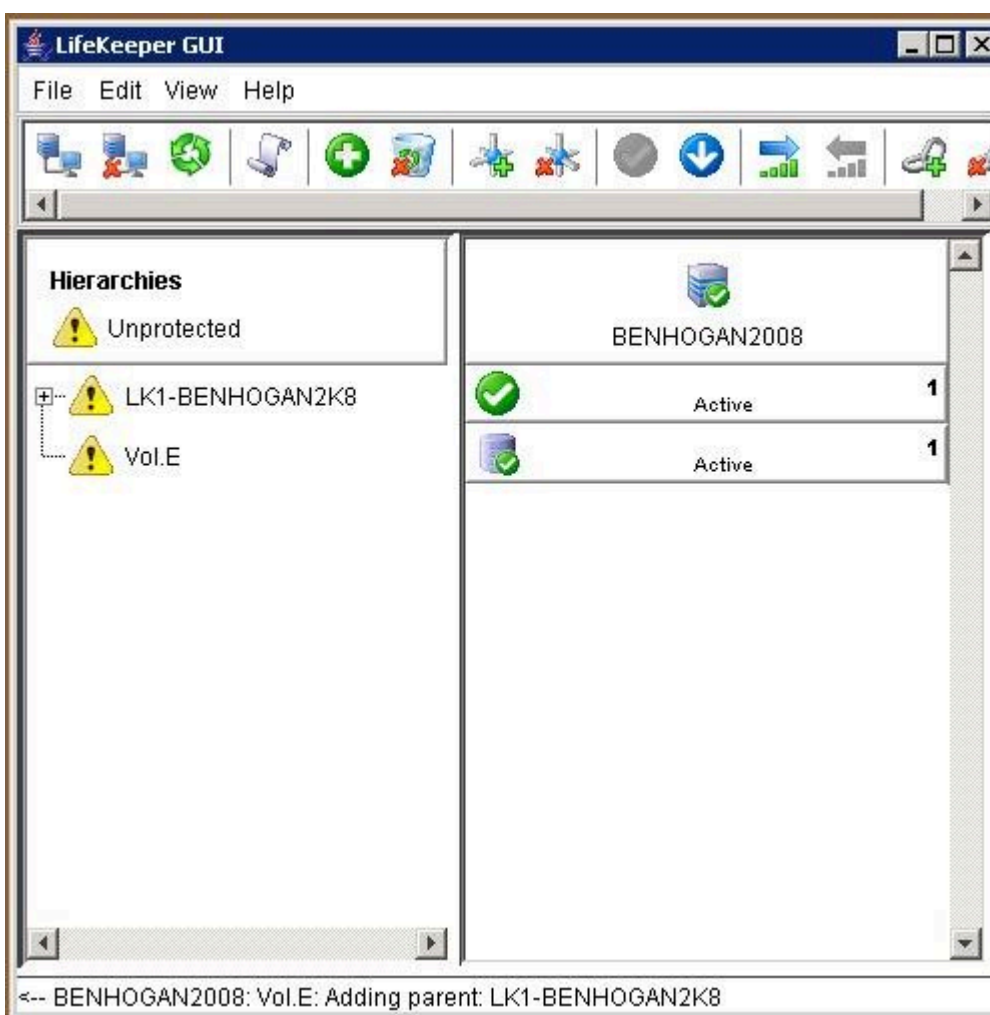 LifeKeeper GUI
File Edit View Help
Hierarchies
Unprotected
BENHOGAN2008
LK1-BENHOGAN2K8
Active 1
Vol.E
Active 1
<-- BENHOGAN2008: Vol.E: Adding parent: LK1-BENHOGAN2K8